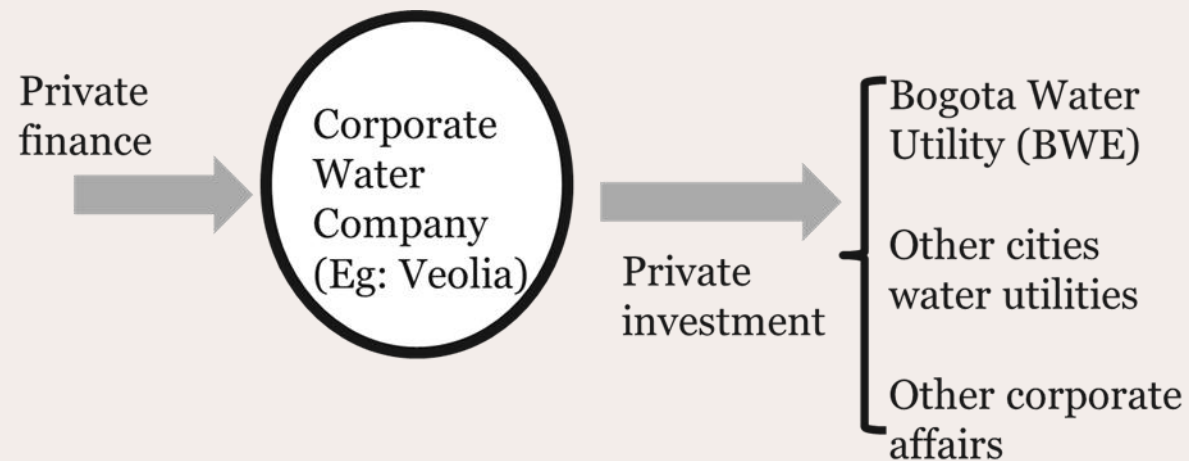 Private
finance
Corporate
Water
Company
(Eg: Veolia)
Private
investment
Bogota Water
Utility (BWE)
Other cities
water utilities
Other corporate
affairs